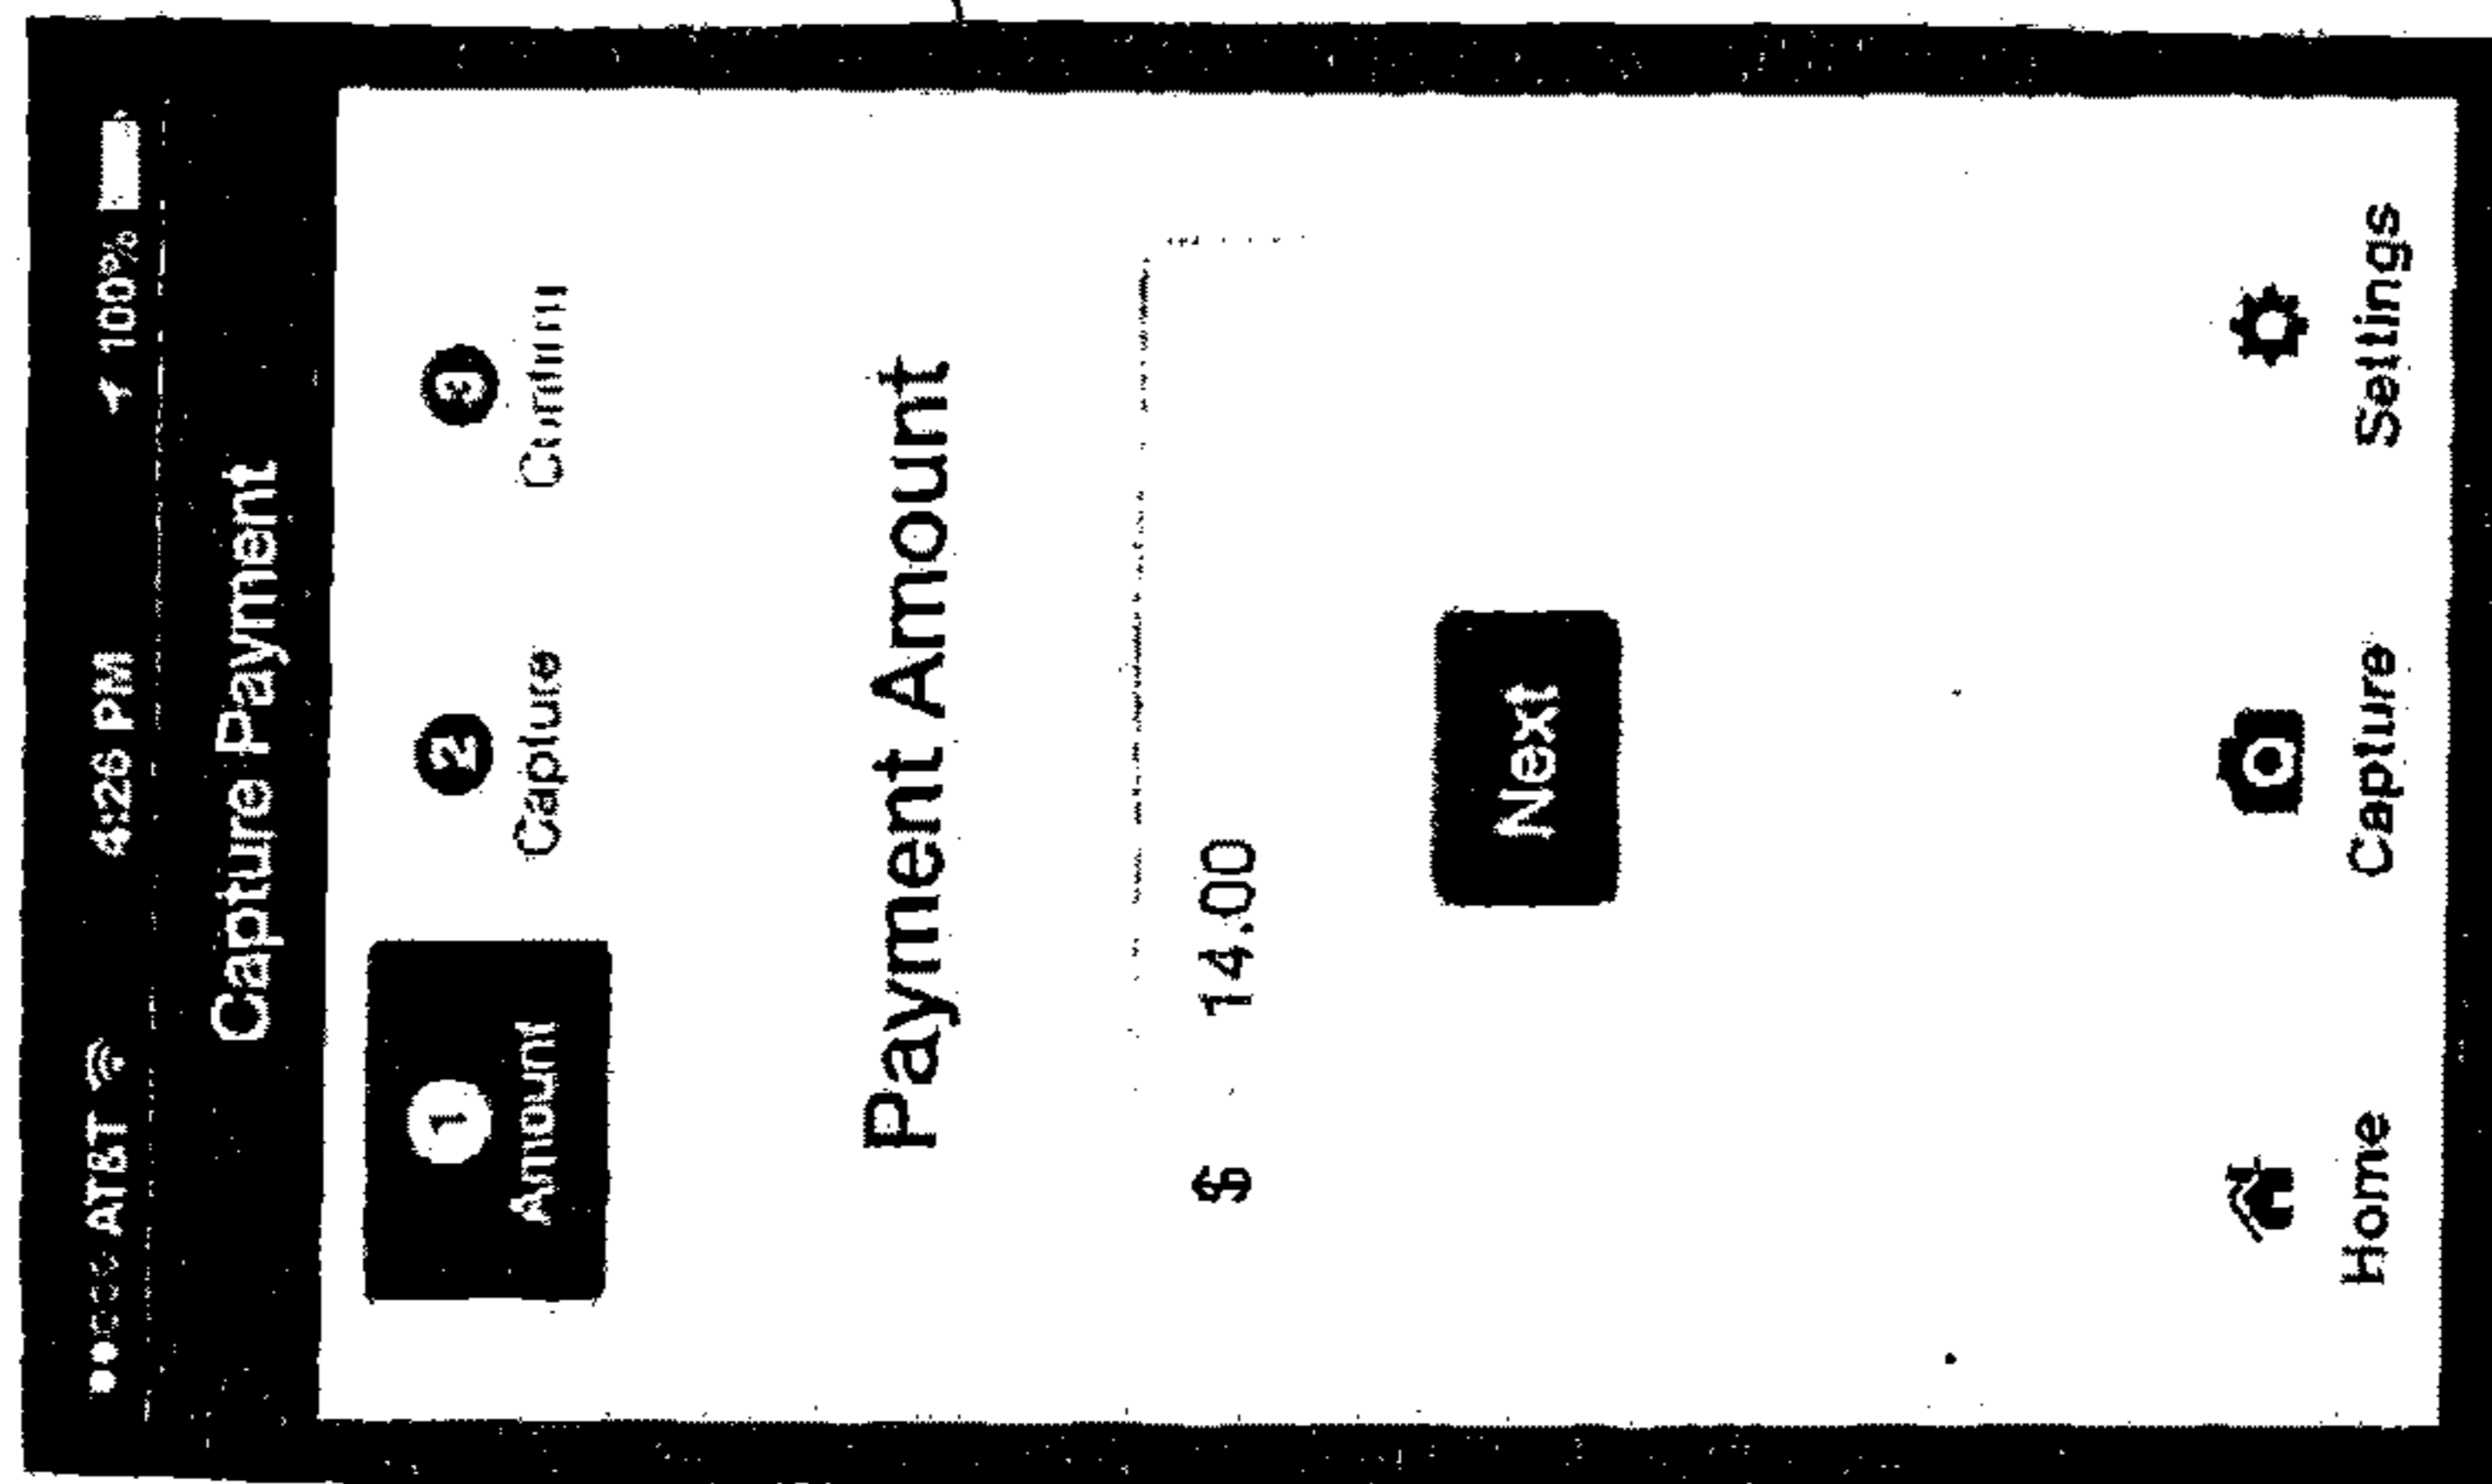 AT&T 4:26 PM 100%
Capture Payment
1 2 3
Amount Capture Confirm
Payment Amount
$ 14.00
Next
Home Capture Settings